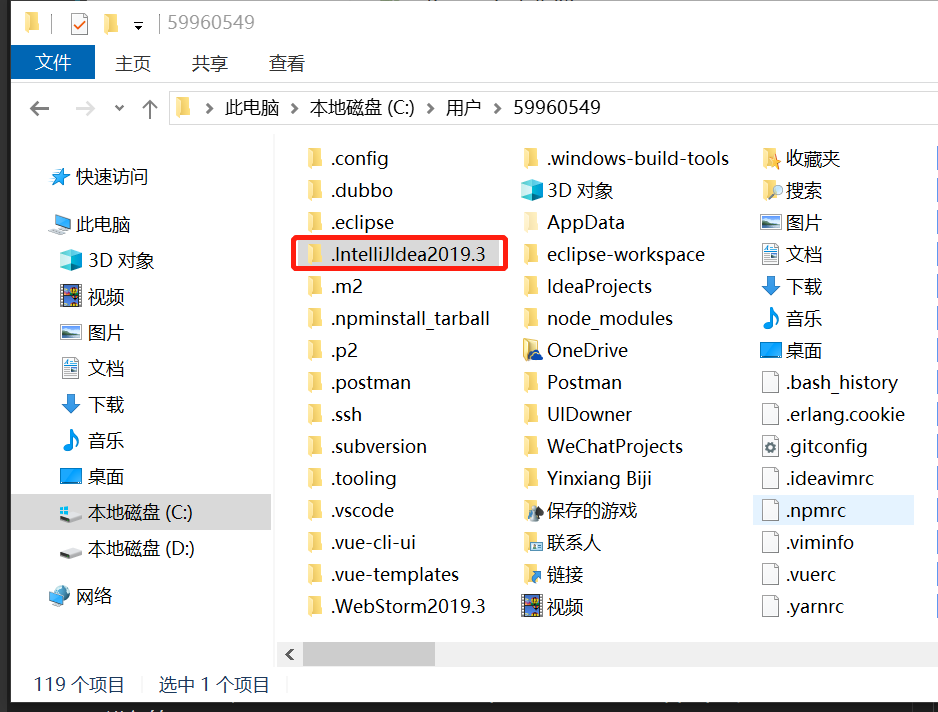 59960549
文件 主页 共享 查看
此电脑 本地磁盘 (C:) 用户 59960549
快速访问
此电脑
3D 对象
视频
图片
文档
下载
音乐
桌面
本地磁盘 (C:)
本地磁盘 (D:)
网络
.config
.dubbo
.eclipse
.IntelliJIdea2019.3
.m2
.npminstall_tarball
.p2
.postman
.ssh
.subversion
.tooling
.vscode
.vue-cli-ui
.vue-templates
.WebStorm2019.3
.windows-build-tools
3D 对象
AppData
eclipse-workspace
IdeaProjects
node_modules
OneDrive
Postman
UIDowner
WeChatProjects
Yinxiang Biji
保存的游戏
联系人
链接
视频
收藏夹
搜索
图片
文档
下载
音乐
桌面
.bash_history
.erlang.cookie
.gitconfig
.ideavimrc
.npmrc
.viminfo
.vuerc
.yarnrc
119 个项目 选中 1 个项目